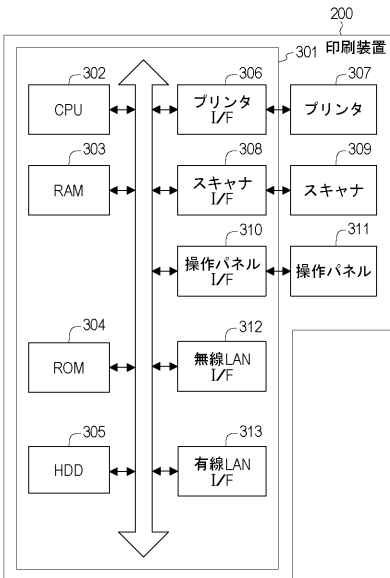 200
印刷装置
301
302
CPU
306
プリンタ
I/F
307
プリンタ
303
RAM
308
スキャナ
I/F
309
スキャナ
310
操作パネル
I/F
311
操作パネル
304
ROM
312
無線LAN
I/F
305
HDD
313
有線LAN
I/F